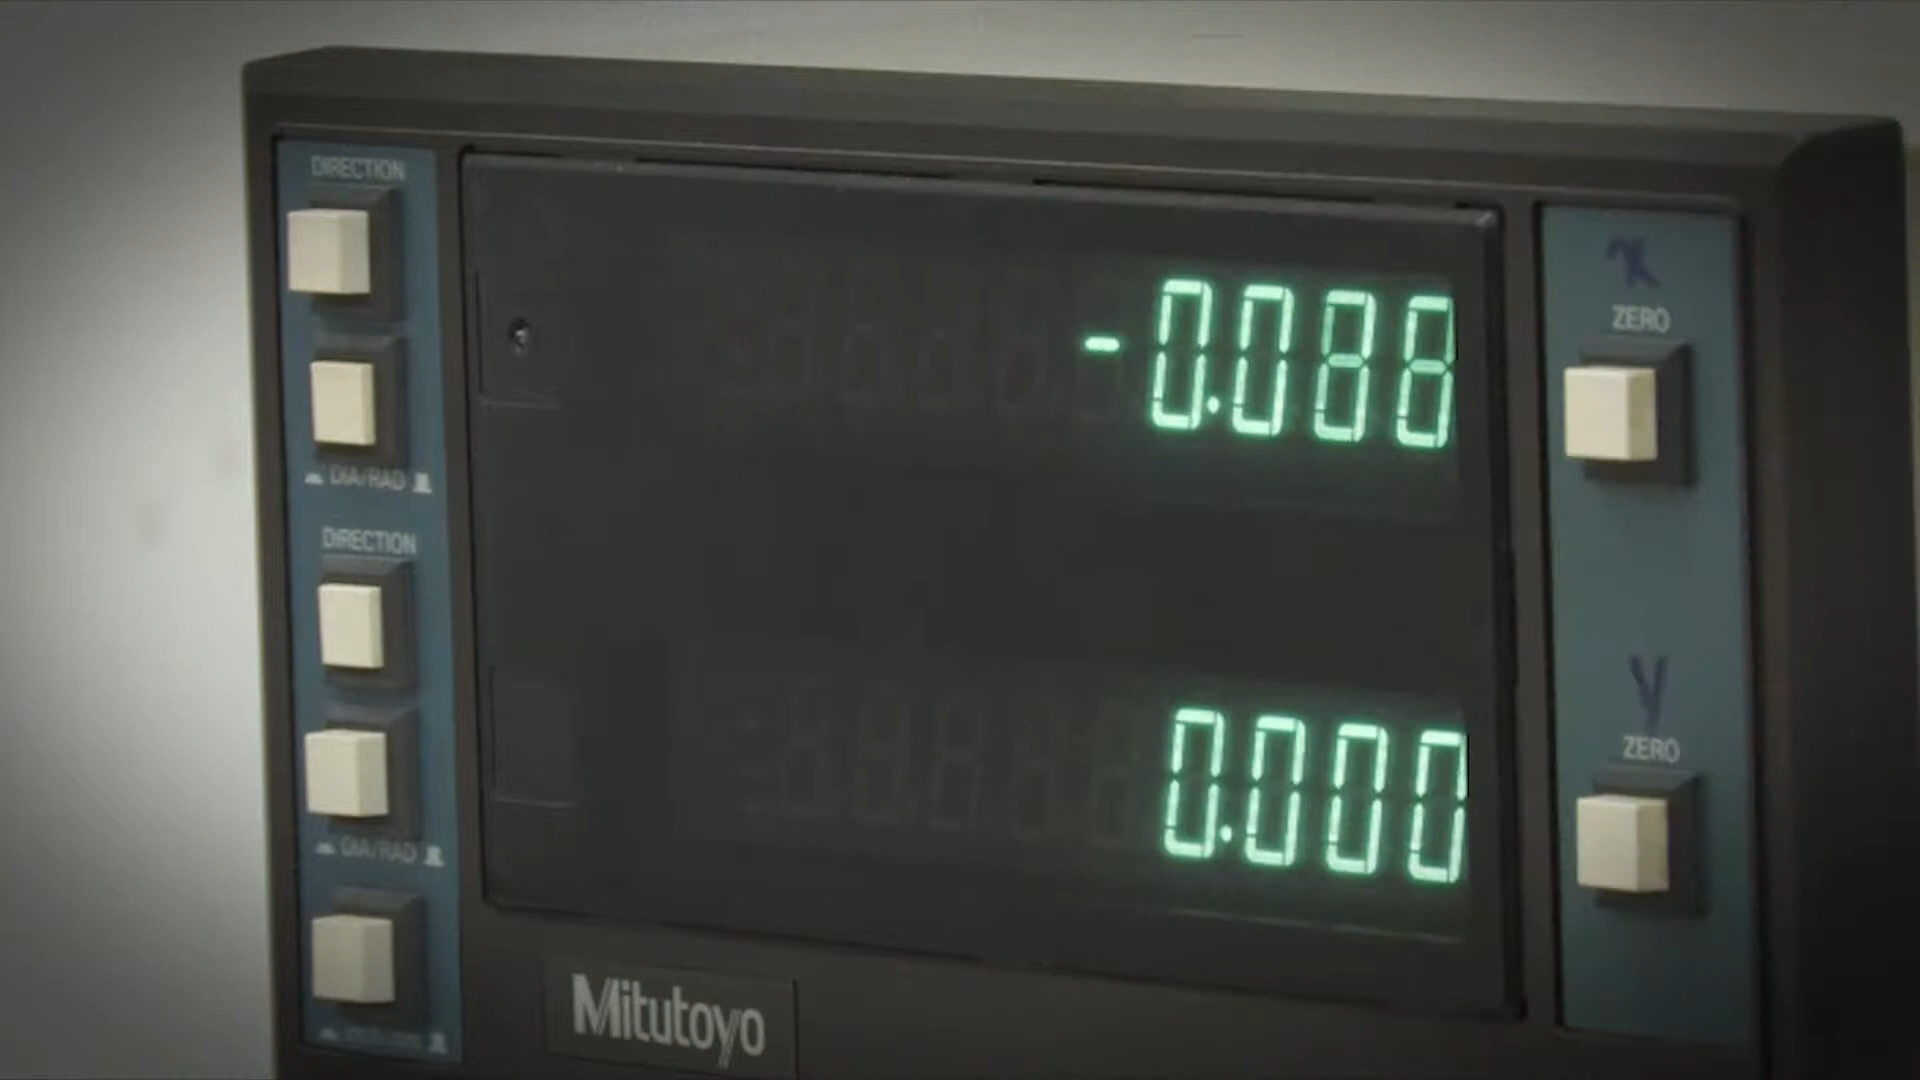 DIRECTION
DIA/RAD
DIRECTION
DIA/RAD
-0.088
0.000
X
ZERO
Y
ZERO
Mitutoyo